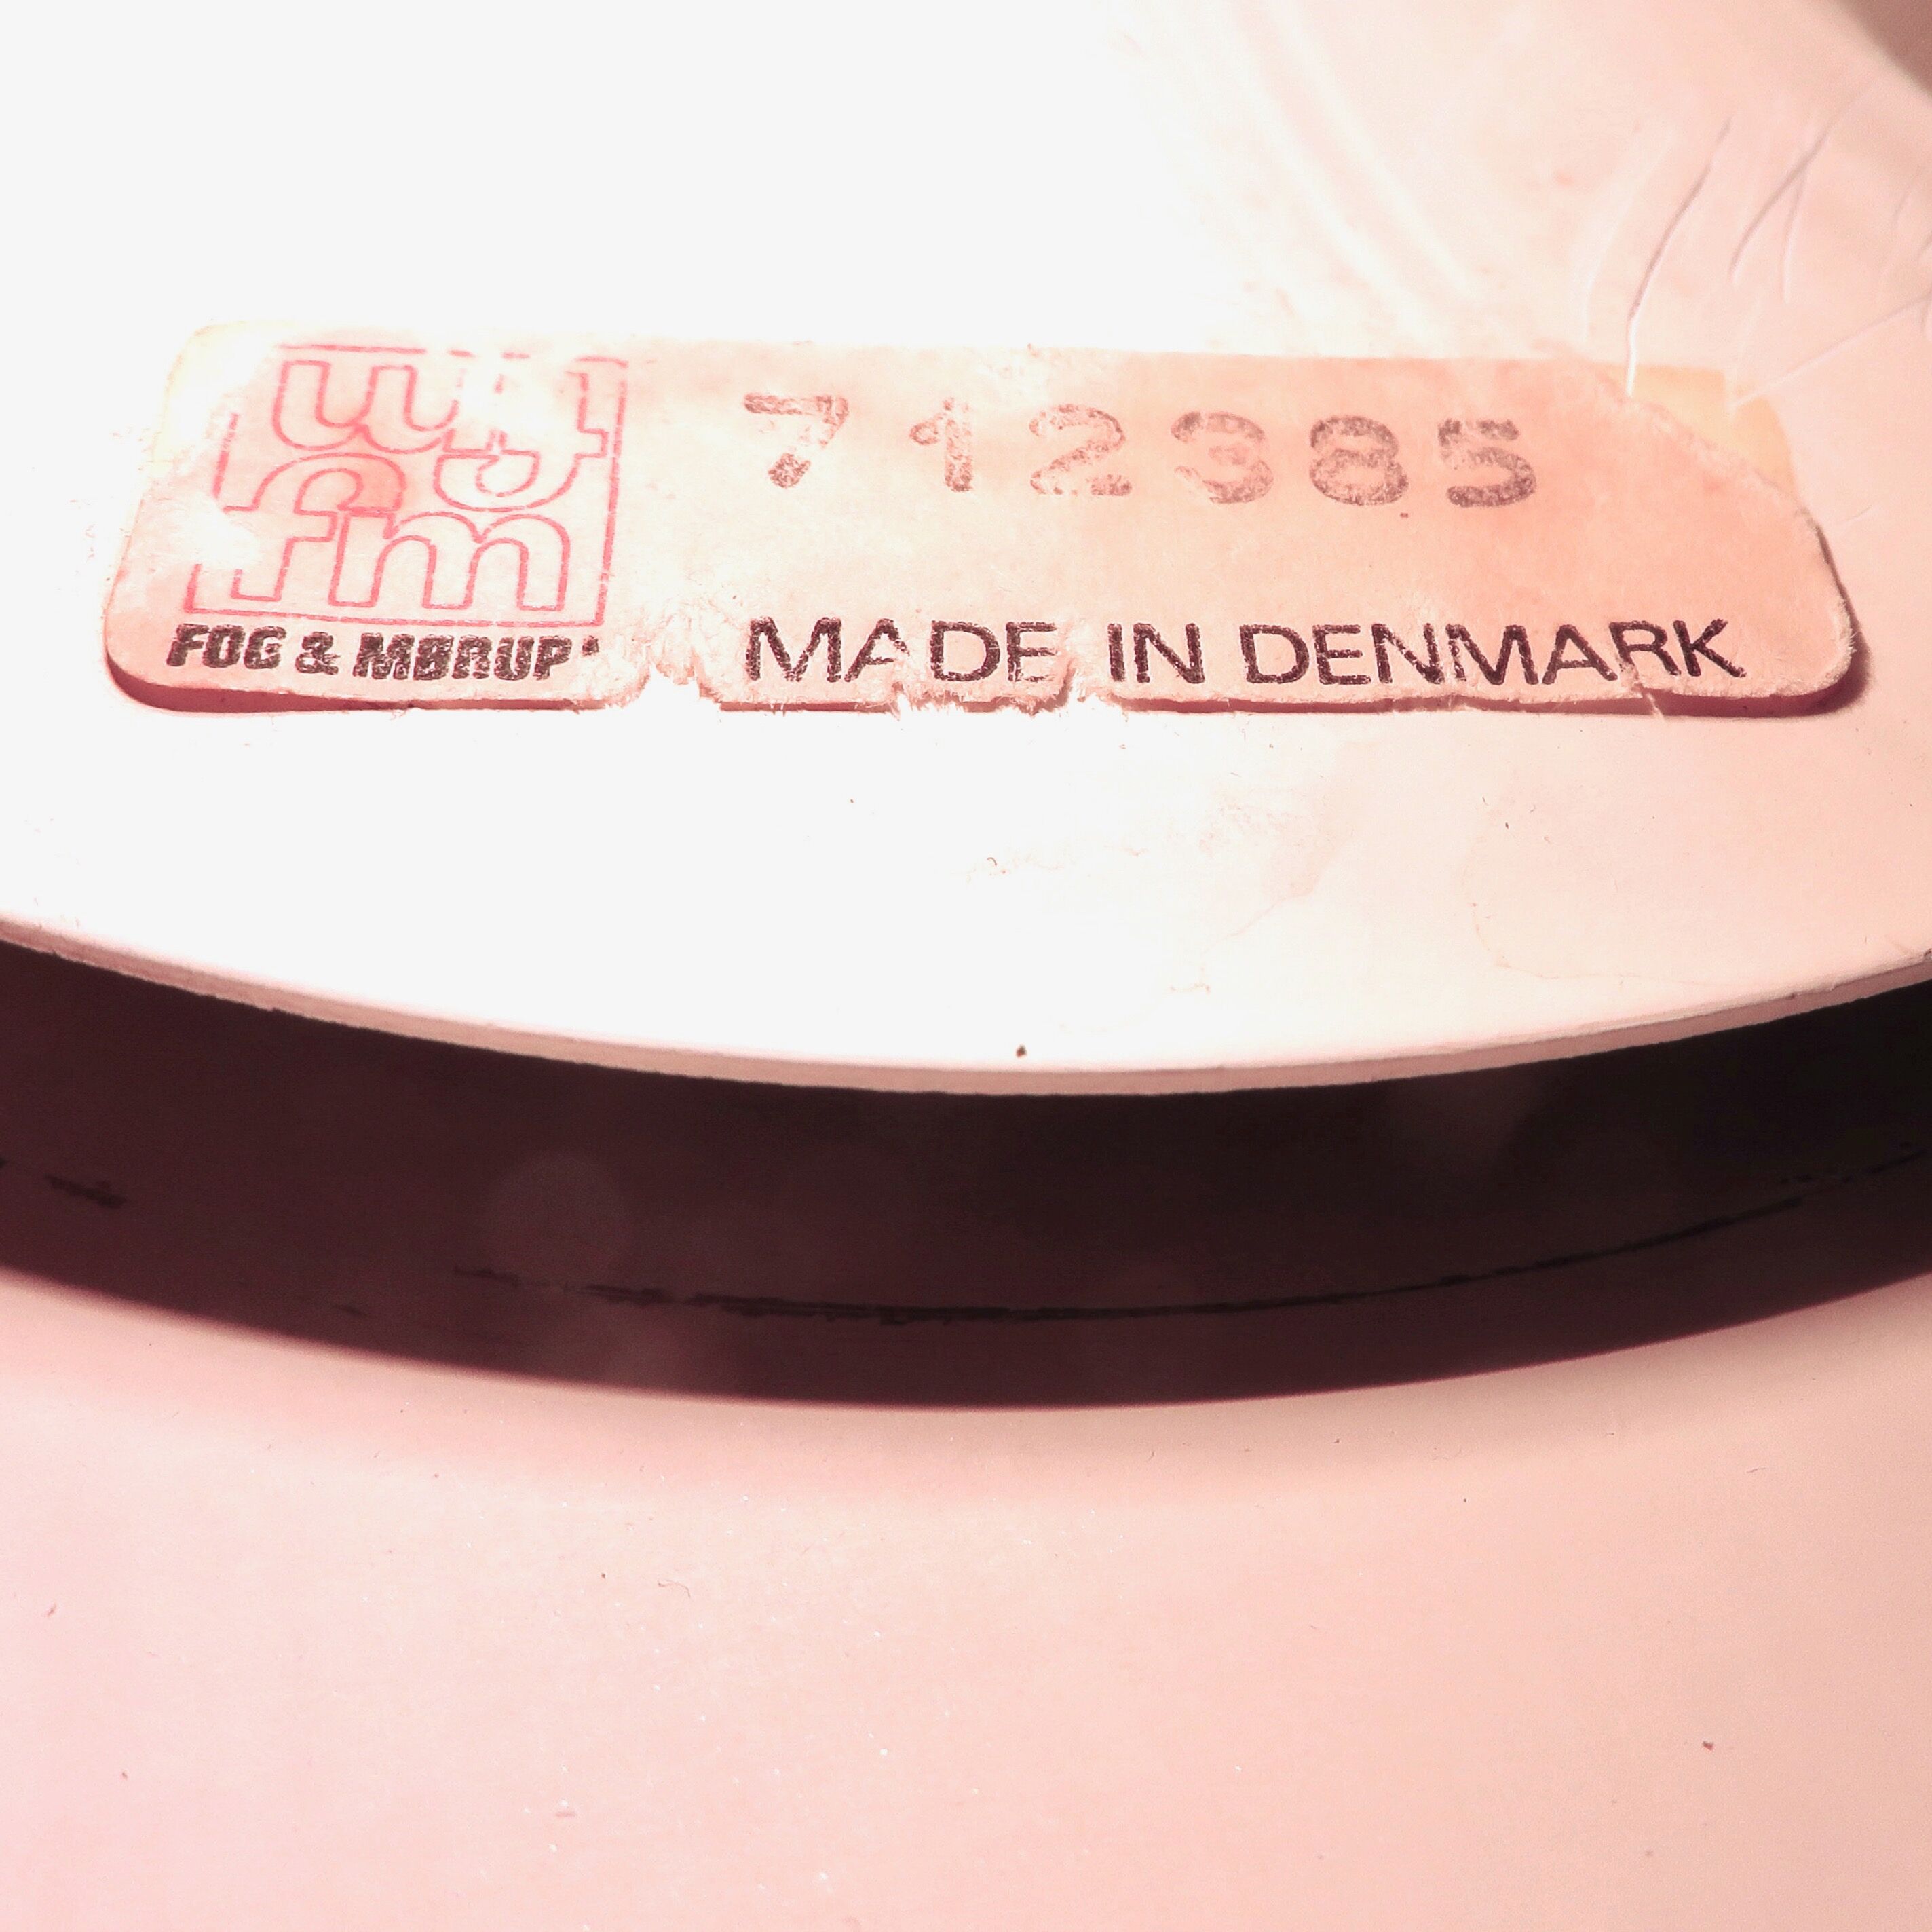 712385
fm
FOG & MØRUP
MADE IN DENMARK